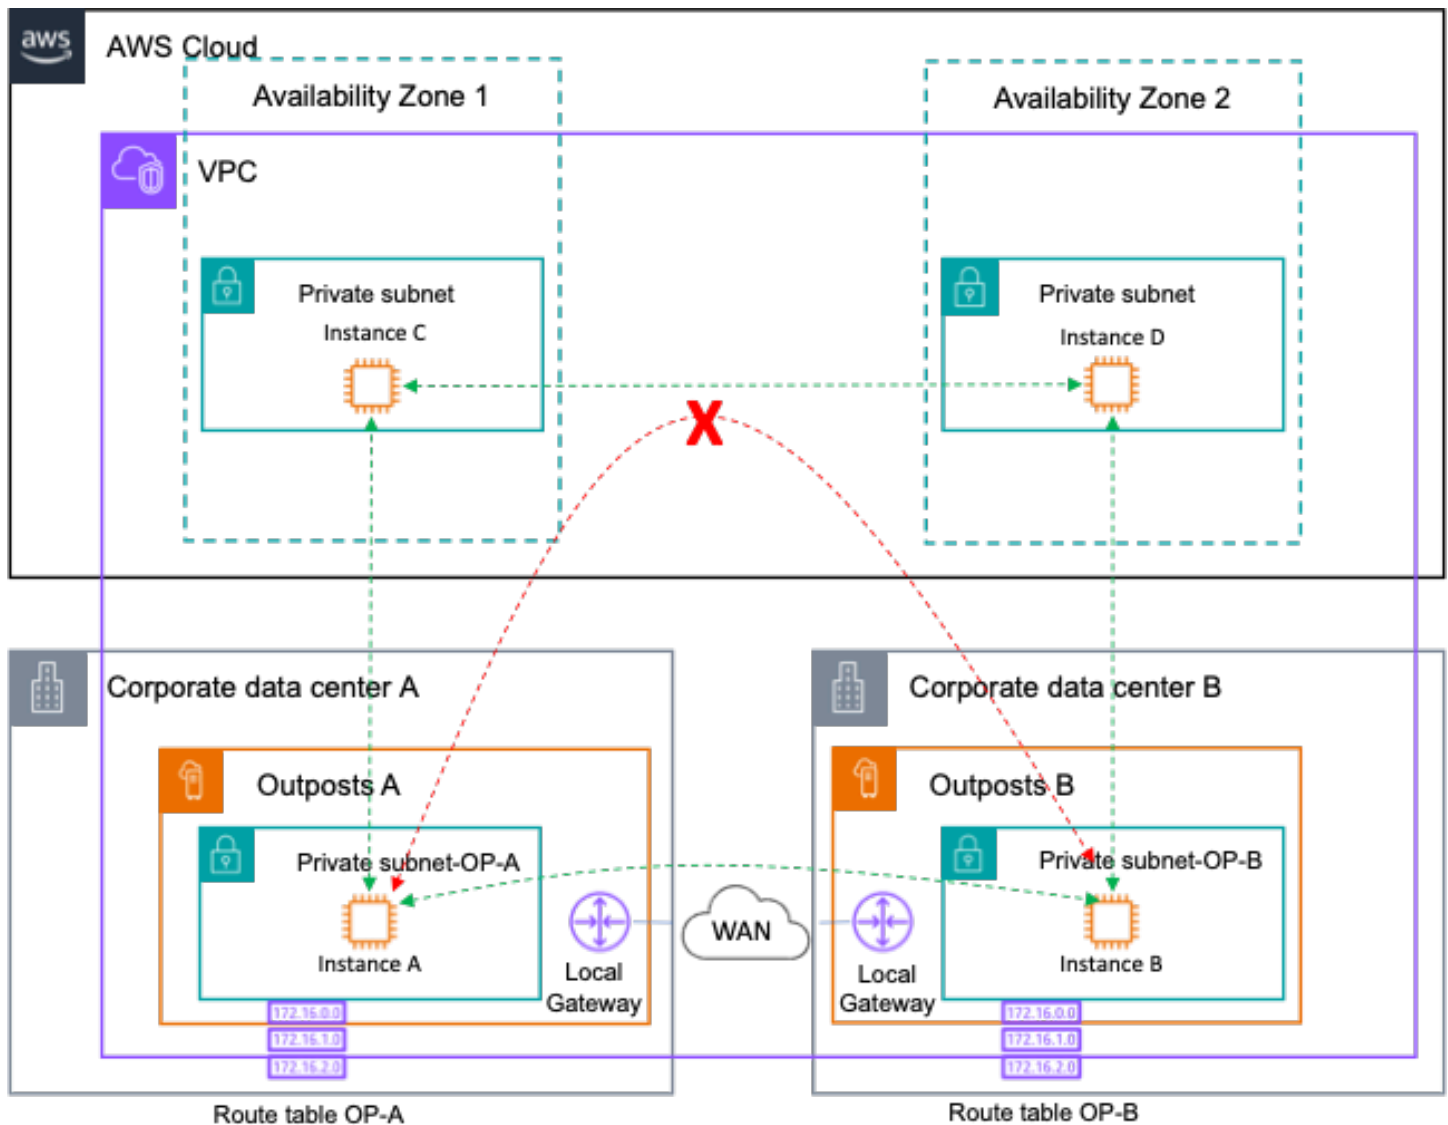 aws
AWS Cloud
Availability Zone 1
Availability Zone 2
VPC
Private subnet
Instance C
Private subnet
Instance D
X
Corporate data center A
Corporate data center B
Outposts A
Outposts B
Private subnet-OP-A
Private subnet-OP-B
WAN
Instance A
Instance B
Local
Gateway
Local
Gateway
172.16.0.0
172.16.1.0
172.16.2.0
172.16.0.0
172.16.1.0
172.16.2.0
Route table OP-A
Route table OP-B